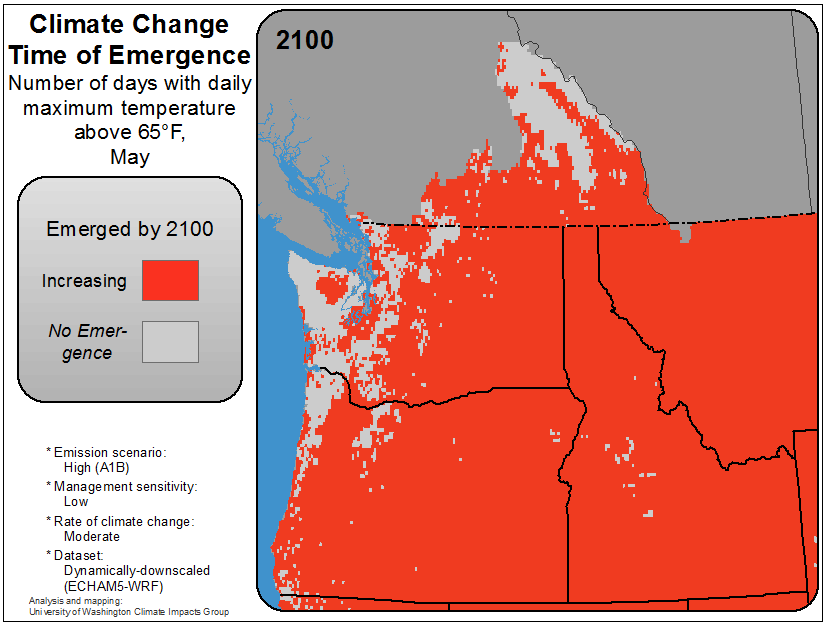 Climate Change
Time of Emergence
Number of days with daily
maximum temperature
above 65°F,
May
2100
Emerged by 2100
Increasing
No Emer-
gence
* Emission scenario:
High (A1B)
* Management sensitivity:
Low
* Rate of climate change:
Moderate
* Dataset:
Dynamically-downscaled
(ECHAM5-WRF)
Analysis and mapping:
University of Washington Climate Impacts Group